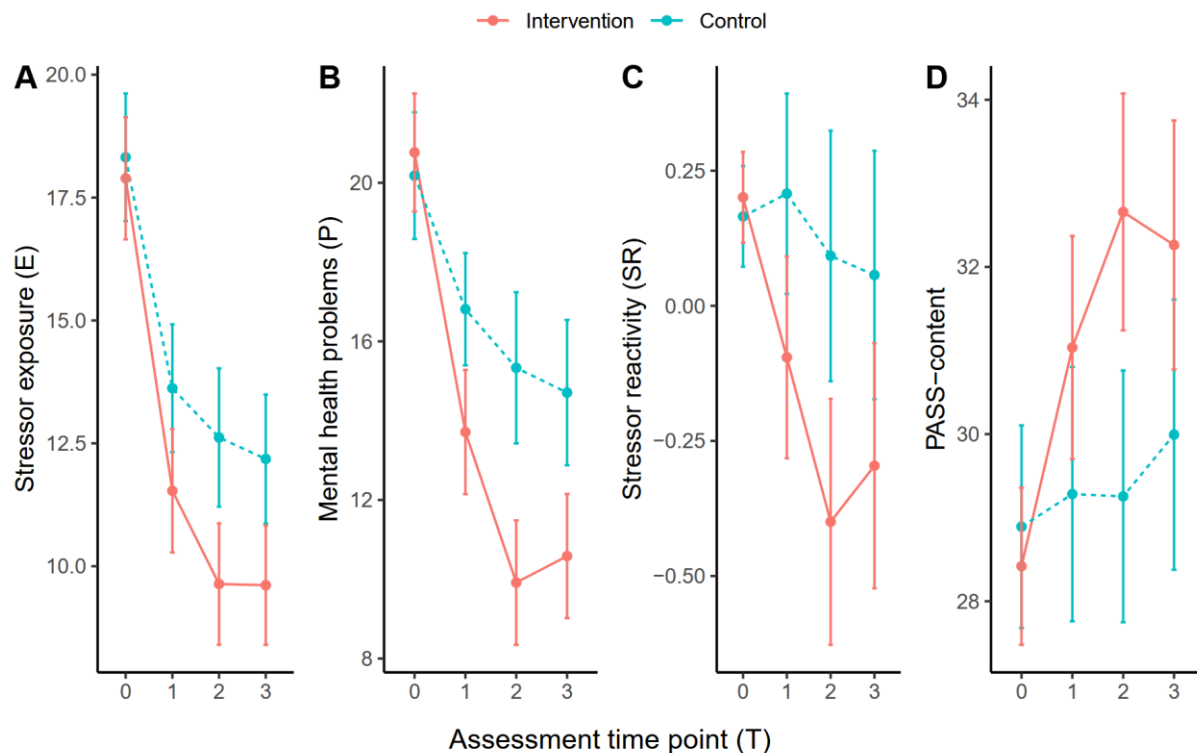 Intervention Control
A
Stressor exposure (E)
20.0
17.5
15.0
12.5
10.0
0 1 2 3
B
Mental health problems (P)
20
16
12
8
0 1 2 3
C
Stressor reactivity (SR)
0.25
0.00
−0.25
−0.50
0 1 2 3
D
PASS−content
34
32
30
28
0 1 2 3
Assessment time point (T)